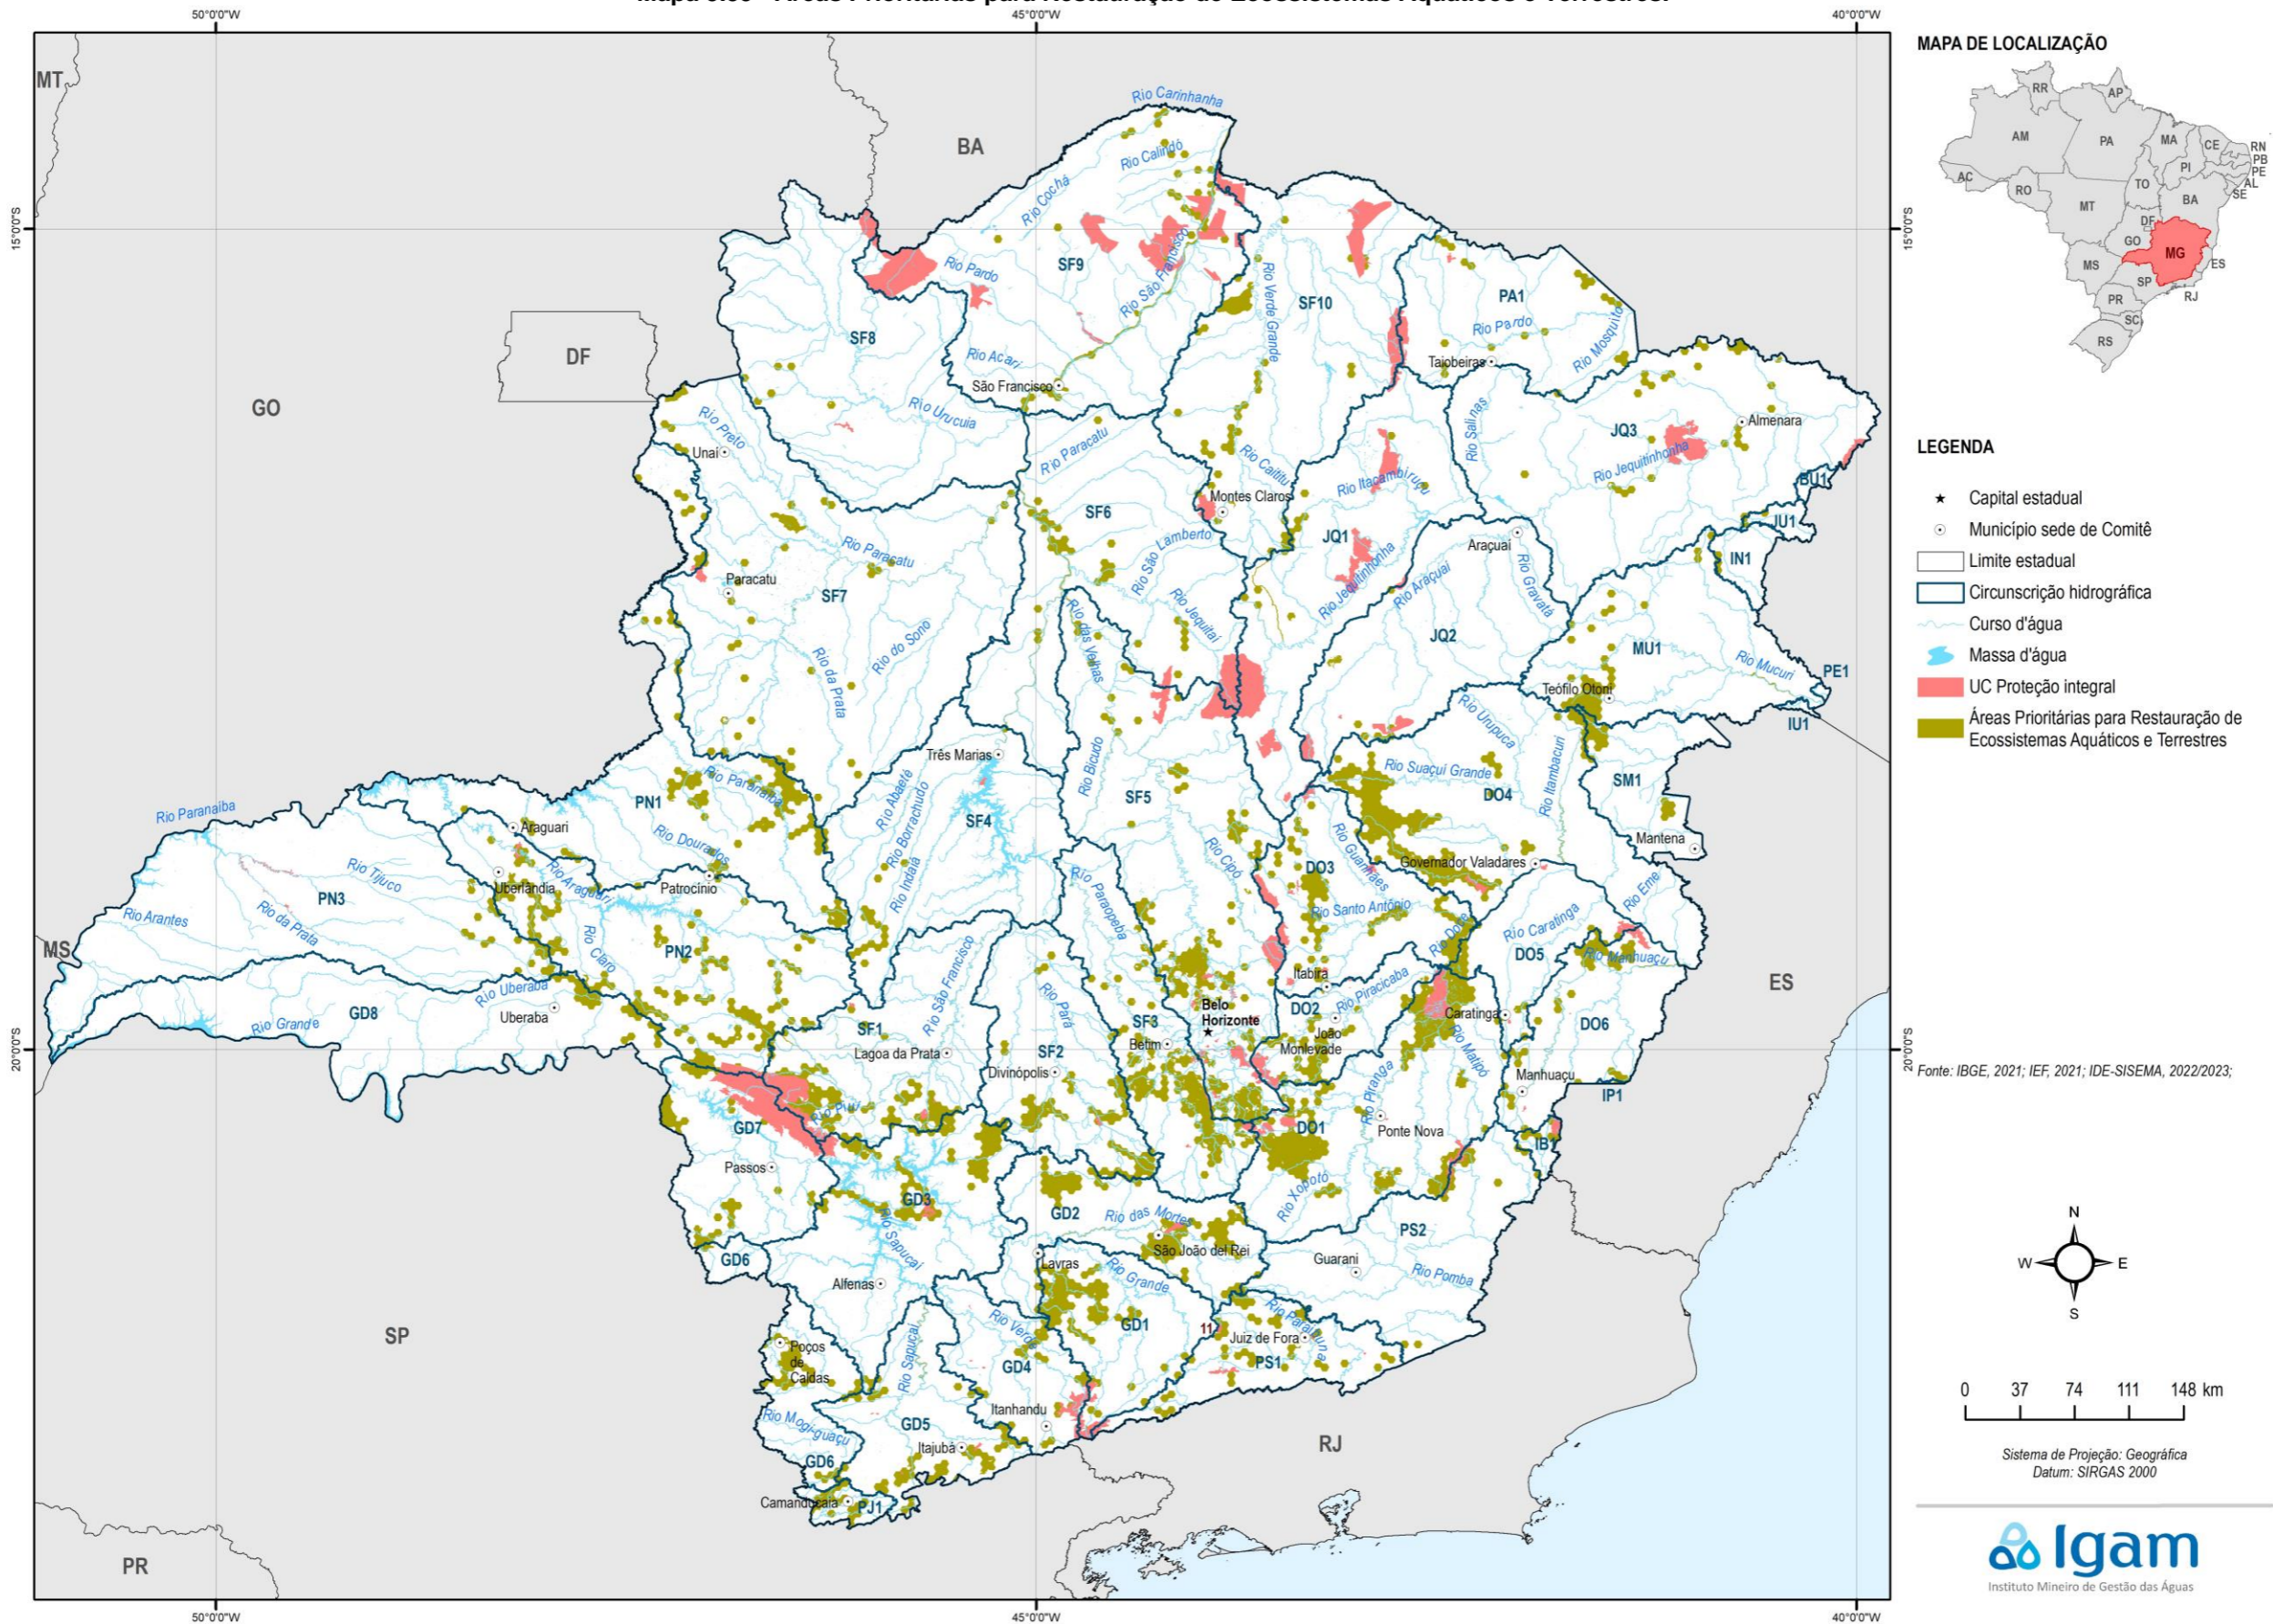 50°0'0"W
45°0'0"W
40°0'0"W
15°0'0"S
20°0'0"S
15°0'0"S
20°0'0"S
50°0'0"W
45°0'0"W
40°0'0"W
MT
BA
GO
DF
MS
SP
PR
RJ
ES
Rio Carinhanha
Rio Calindó
Rio Cochá
SF9
Rio Pardo
Rio São Francisco
Rio Acari
São Francisco
SF8
Rio Urucuia
Rio Verde Grande
SF10
PA1
Rio Pardo
Rio Mosquito
Taiobeiras
Rio Salinas
JQ3
Almenara
Rio Jequitinhonha
BU1
JU1
IN1
Rio Preto
Unaí
Rio Paracatu
SF6
Rio Caititu
Montes Claros
Rio Itacambiruçu
JQ1
Araçuaí
Rio São Lamberto
Rio Jequitinhonha
Rio Araçuaí
Rio Gravatá
Rio Paracatu
Paracatu
SF7
Rio do Sono
Rio da Prata
Rio das Velhas
Rio Jequitaí
JQ2
MU1
Rio Mucuri
PE1
Teófilo Otoni
IU1
Três Marias
Rio Bicudo
Rio Urupuca
Rio Suaçuí Grande
DO4
Rio Itambacuri
SM1
Mantena
Rio Paranaíba
PN1
Rio Paranaíba
Rio Abaeté
Rio Borrachudo
SF4
SF5
Araguari
Rio Dourados
Rio Indaiá
Rio Cipó
DO3
Rio Guanhães
Governador Valadares
Rio Tijuco
Uberlândia
Rio Araguari
Patrocínio
Rio Paraopeba
PN3
Rio Arantes
Rio da Prata
Rio Claro
PN2
Rio São Francisco
Rio Santo Antônio
Rio Doce
Rio Caratinga
Rio Eme
DO5
Rio Manhuaçu
Itabira
Rio Piracicaba
Rio Uberaba
Uberaba
GD8
Rio Grande
SF1
Rio Pará
SF3
Belo
Horizonte
DO2
João
Monlevade
Caratinga
DO6
Lagoa da Prata
SF2
Betim
Rio Matipó
Divinópolis
Rio Piranga
Manhuaçu
IP1
Rio Piuí
GD7
DO1
Ponte Nova
IB1
Passos
GD3
Rio Xopotó
GD2
Rio das Mortes
São João del Rei
PS2
Rio Sapucaí
GD6
Lavras
Guarani
Rio Pomba
Alfenas
Rio Grande
GD1
11
Rio Paraibuna
Juiz de Fora
PS1
Poços
de
Caldas
Rio Sapucaí
Rio Verde
GD4
Itanhandu
Rio Mogi-guaçu
GD5
Itajubá
GD6
Camanducaia
PJ1
MAPA DE LOCALIZAÇÃO
RR
AP
AM
PA
MA
CE
RN
PB
PE
AL
SE
PI
AC
RO
TO
BA
MT
DF
GO
MG
MS
ES
SP
RJ
PR
SC
RS
LEGENDA
Capital estadual
Município sede de Comitê
Limite estadual
Circunscrição hidrográfica
Curso d'água
Massa d'água
UC Proteção integral
Áreas Prioritárias para Restauração de
Ecossistemas Aquáticos e Terrestres
Fonte: IBGE, 2021; IEF, 2021; IDE-SISEMA, 2022/2023;
N
W E
S
0 37 74 111 148 km
Sistema de Projeção: Geográfica
Datum: SIRGAS 2000
Igam
Instituto Mineiro de Gestão das Águas